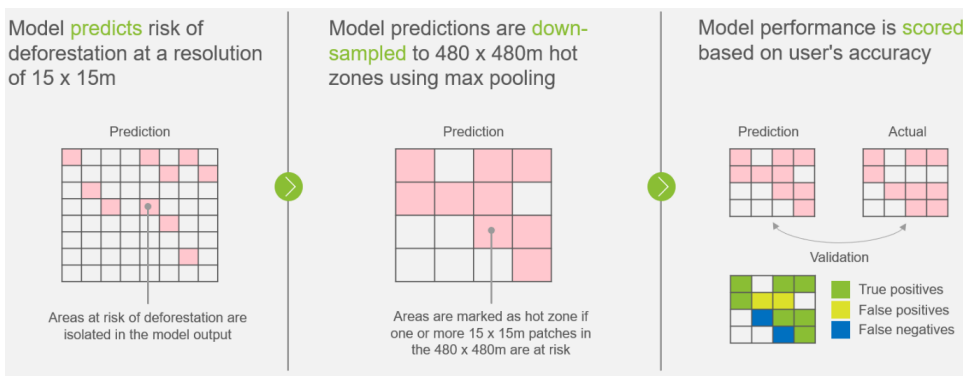 Model predicts risk of
deforestation at a resolution
of 15 x 15m
Prediction
Areas at risk of deforestation are
isolated in the model output
Model predictions are down-
sampled to 480 x 480m hot
zones using max pooling
Prediction
Areas are marked as hot zone if
one or more 15 x 15m patches in
the 480 x 480m are at risk
Model performance is scored
based on user's accuracy
Prediction
Actual
Validation
True positives
False positives
False negatives